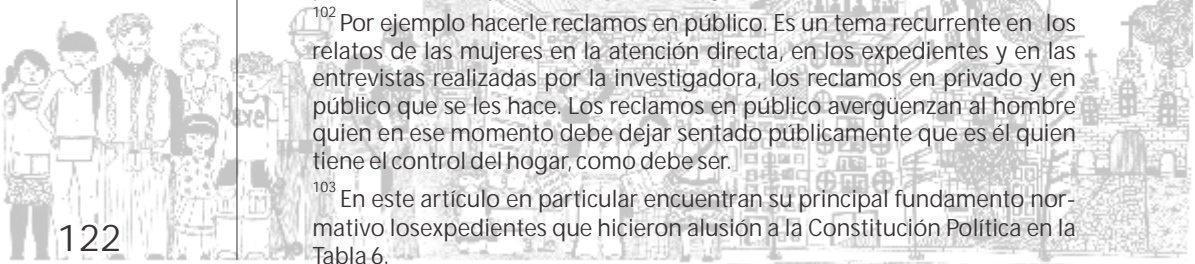 102 Por ejemplo hacerle reclamos en público. Es un tema recurrente en los
relatos de las mujeres en la atención directa, en los expedientes y en las
entrevistas realizadas por la investigadora, los reclamos en privado y en
público que se les hace. Los reclamos en público avergüenzan al hombre
quien en ese momento debe dejar sentado públicamente que es él quien
tiene el control del hogar, como debe ser.
103 En este artículo en particular encuentran su principal fundamento nor-
mativo losexpedientes que hicieron alusión a la Constitución Política en la
Tabla 6.
122